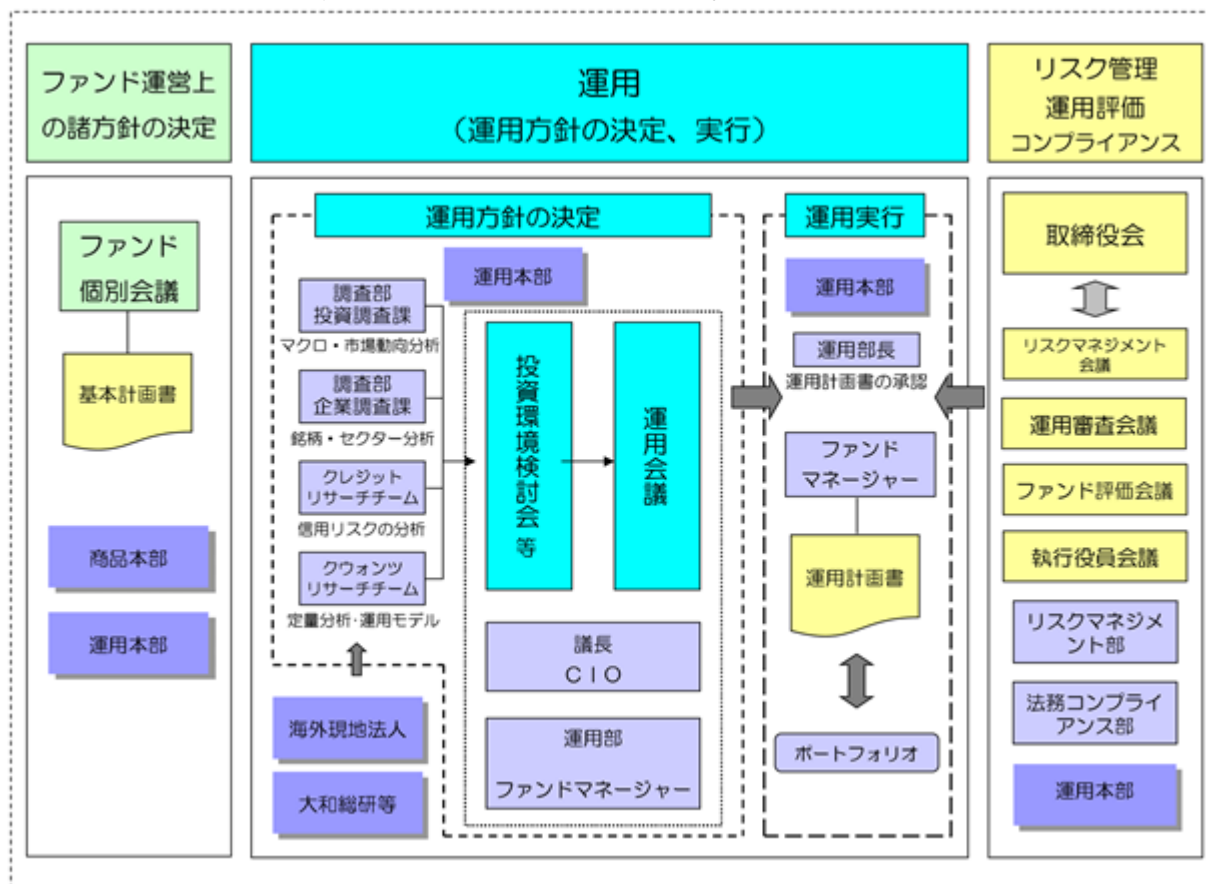 ファンド運営上
の諸方針の決定
運用
（運用方針の決定、実行）
リスク管理
運用評価
コンプライアンス
ファンド
個別会議
基本計画書
商品本部
運用本部
運用方針の決定
運用本部
調査部
投資調査課
マクロ・市場動向分析
調査部
企業調査課
銘柄・セクター分析
クレジット
リサーチチーム
信用リスクの分析
クウォンツ
リサーチチーム
定量分析・運用モデル
海外現地法人
大和総研等
投資環境検討会 等
運用会議
議長
ＣＩＯ
運用部
ファンドマネージャー
運用実行
運用本部
運用部長
運用計画書の承認
ファンド
マネージャー
運用計画書
ポートフォリオ
取締役会
リスクマネジメント
会議
運用審査会議
ファンド評価会議
執行役員会議
リスクマネジメ
ント部
法務コンプライ
アンス部
運用本部